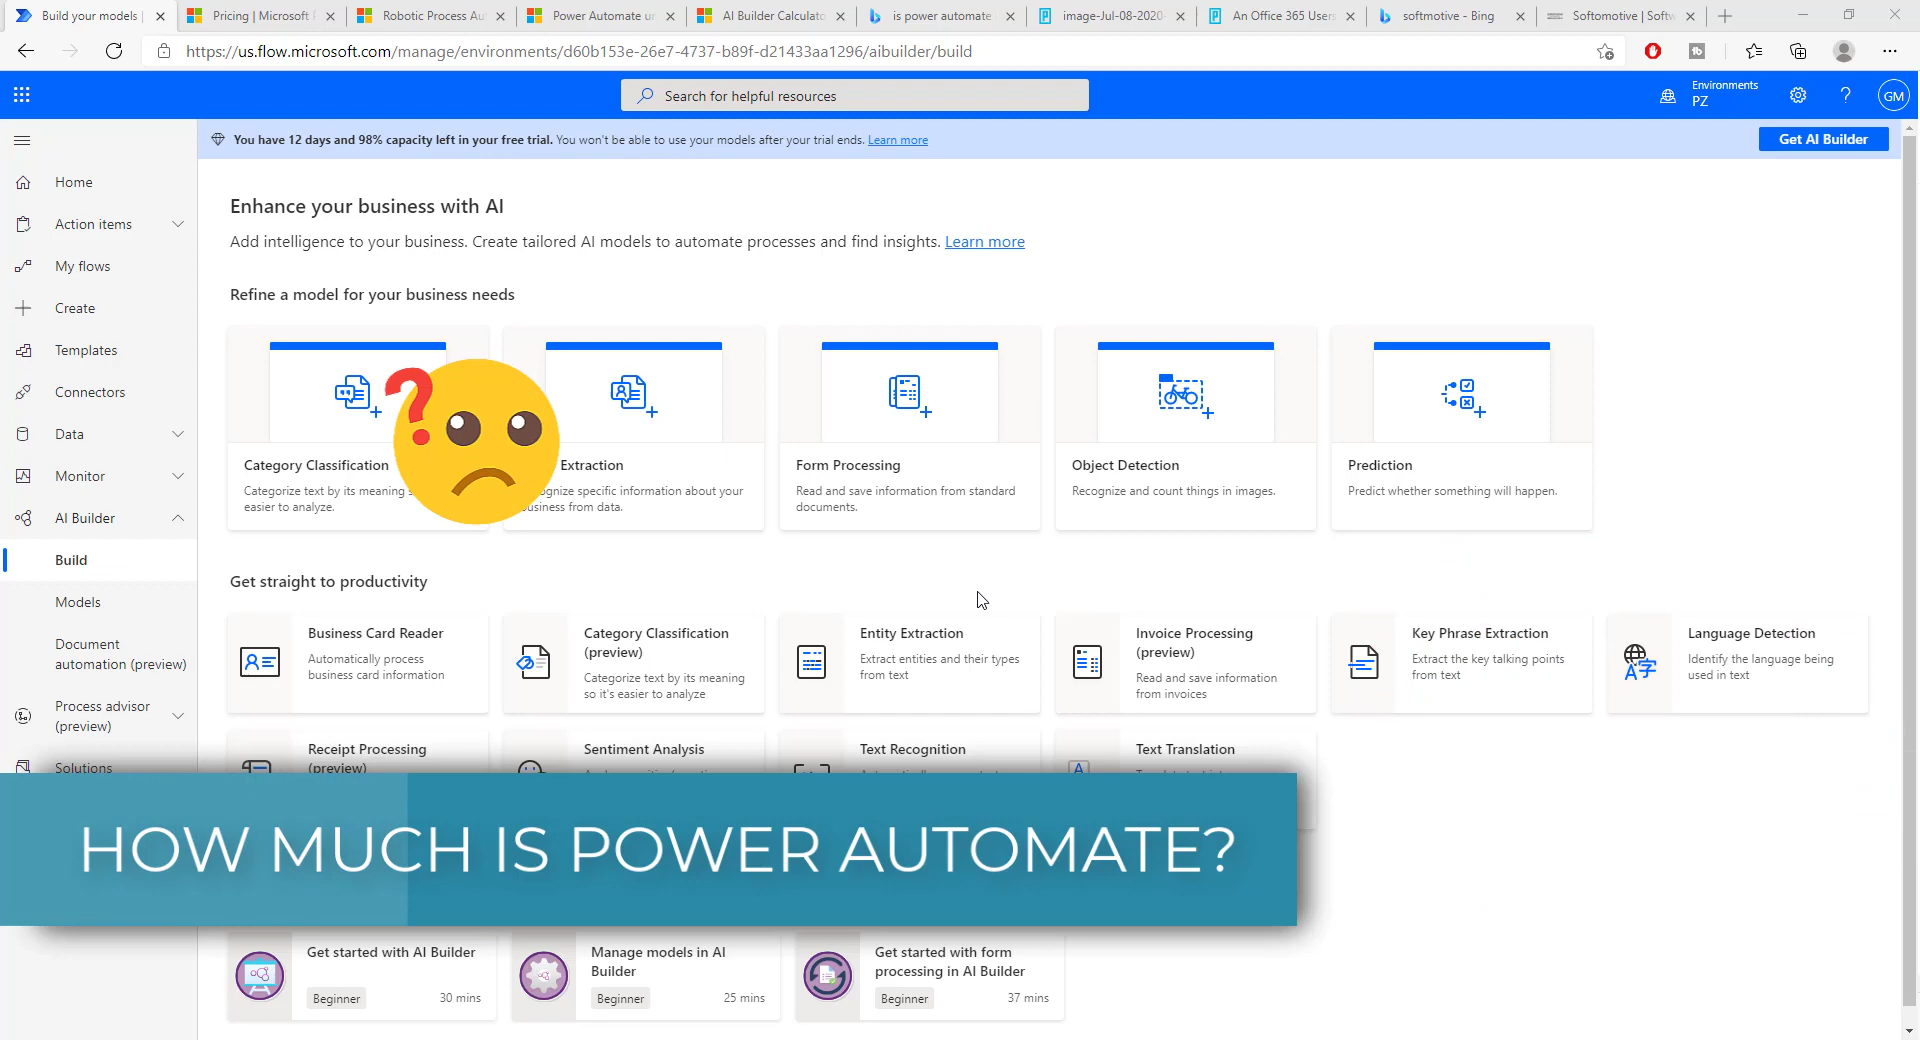 Build your models |
Pricing | Microsoft
Robotic Process Au
Power Automate u
AI Builder Calculato
is power automate
image-Jul-08-2020-
An Office 365 Users
softmotive - Bing
Softomotive | Softw
https://us.flow.microsoft.com/manage/environments/d60b153e-26e7-4737-b89f-d21433aa1296/aibuilder/build
Search for helpful resources
Environments
PZ
?
GM
You have 12 days and 98% capacity left in your free trial. You won't be able to use your models after your trial ends. Learn more
Get AI Builder
Home
Action items
My flows
Create
Templates
Connectors
Data
Monitor
AI Builder
Build
Models
Document
automation (preview)
Process advisor
(preview)
Solutions
Enhance your business with AI
Add intelligence to your business. Create tailored AI models to automate processes and find insights. Learn more
Refine a model for your business needs
Category Classification
Categorize text by its meaning
easier to analyze.
Extraction
specific information about your
from data.
Form Processing
Read and save information from standard
documents.
Object Detection
Recognize and count things in images.
Prediction
Predict whether something will happen.
?
Get straight to productivity
Business Card Reader
Automatically process
business card information
Category Classification
(preview)
Categorize text by its meaning
so it's easier to analyze
Entity Extraction
Extract entities and their types
from text
Invoice Processing
(preview)
Read and save information
from invoices
Key Phrase Extraction
Extract the key talking points
from text
Language Detection
Identify the language being
used in text
Receipt Processing
(preview)
Sentiment Analysis
Text Recognition
Text Translation
HOW MUCH IS POWER AUTOMATE?
Get started with AI Builder
Beginner
30 mins
Manage models in AI
Builder
Beginner
25 mins
Get started with form
processing in AI Builder
Beginner
37 mins